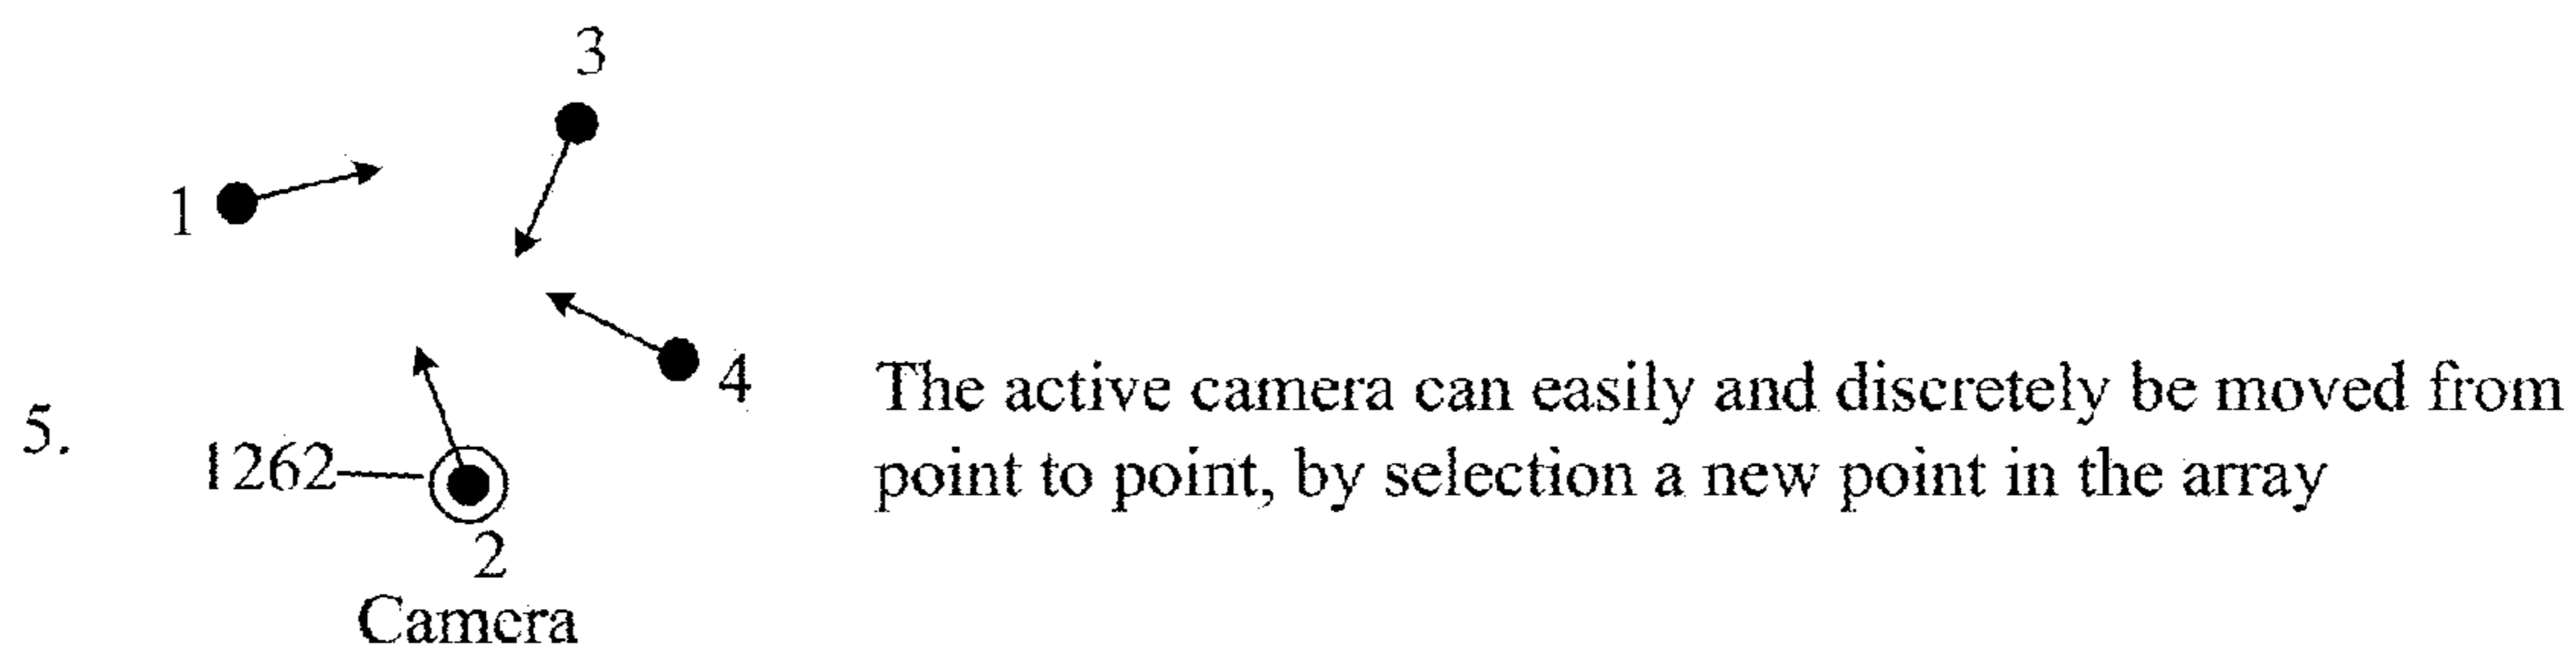 3
1
4
The active camera can easily and discretely be moved from
5.
1262
point to point, by selection a new point in the array
2
Camera